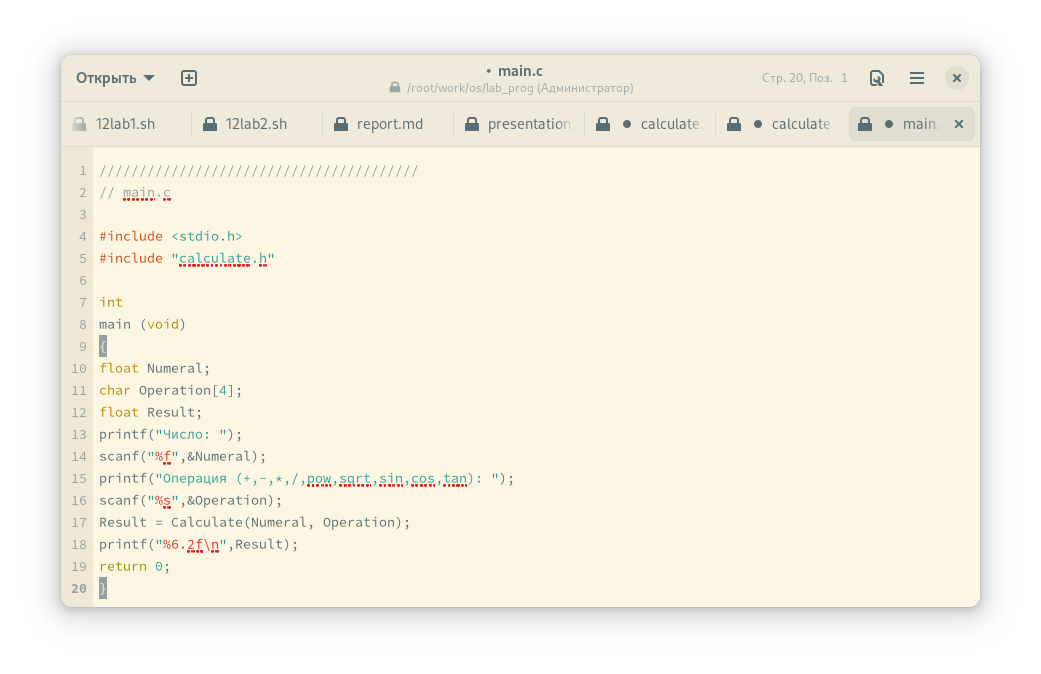 Открыть
• main.c
/root/work/os/lab_prog (Администратор)
Стр. 20, Поз. 1
12lab1.sh
12lab2.sh
report.md
presentation
calculate.
calculate.
main.
1 ////////////////////////////////////////
2 // main.c
3
4 #include <stdio.h>
5 #include "calculate.h"
6
7 int
8 main (void)
9 {
10 float Numeral;
11 char Operation[4];
12 float Result;
13 printf("Число: ");
14 scanf("%f",&Numeral);
15 printf("Операция (+,-,*,/,pow,sqrt,sin,cos,tan): ");
16 scanf("%s",&Operation);
17 Result = Calculate(Numeral, Operation);
18 printf("%6.2f\n",Result);
19 return 0;
20 }